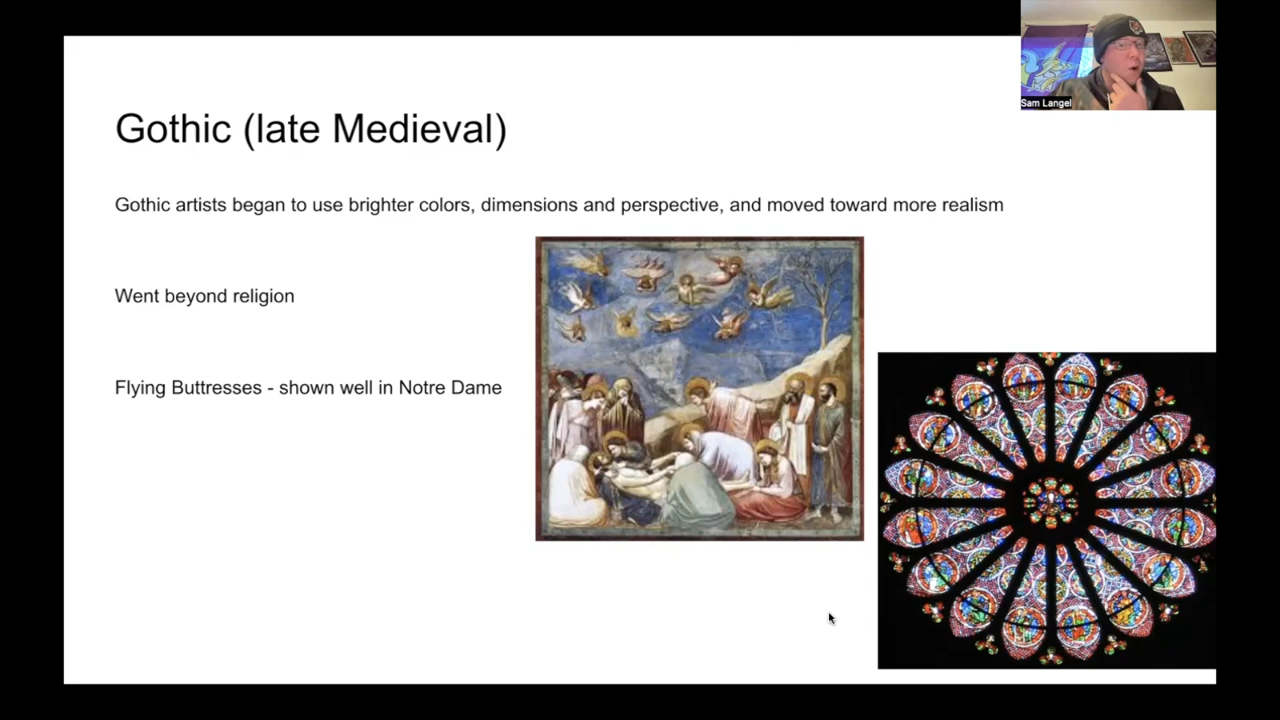 Sam Langel
Gothic (late Medieval)
Gothic artists began to use brighter colors, dimensions and perspective, and moved toward more realism
Went beyond religion
Flying Buttresses - shown well in Notre Dame